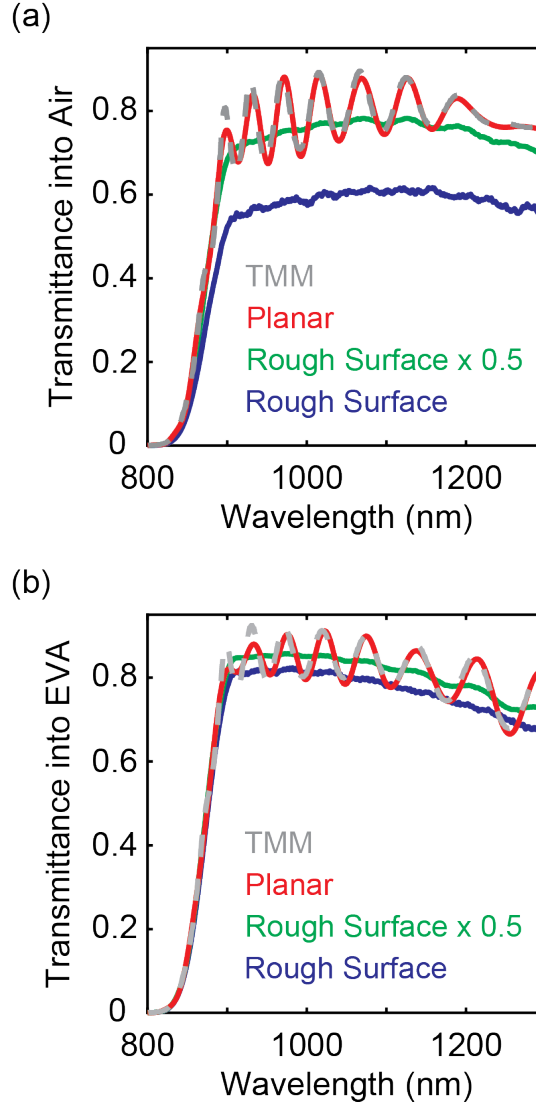 (a)
Transmittance into Air
0.8
0.6
0.4
0.2
0
TMM
Planar
Rough Surface x 0.5
Rough Surface
800
1000
1200
Wavelength (nm)
(b)
Transmittance into EVA
0.8
0.6
0.4
0.2
0
TMM
Planar
Rough Surface x 0.5
Rough Surface
800
1000
1200
Wavelength (nm)